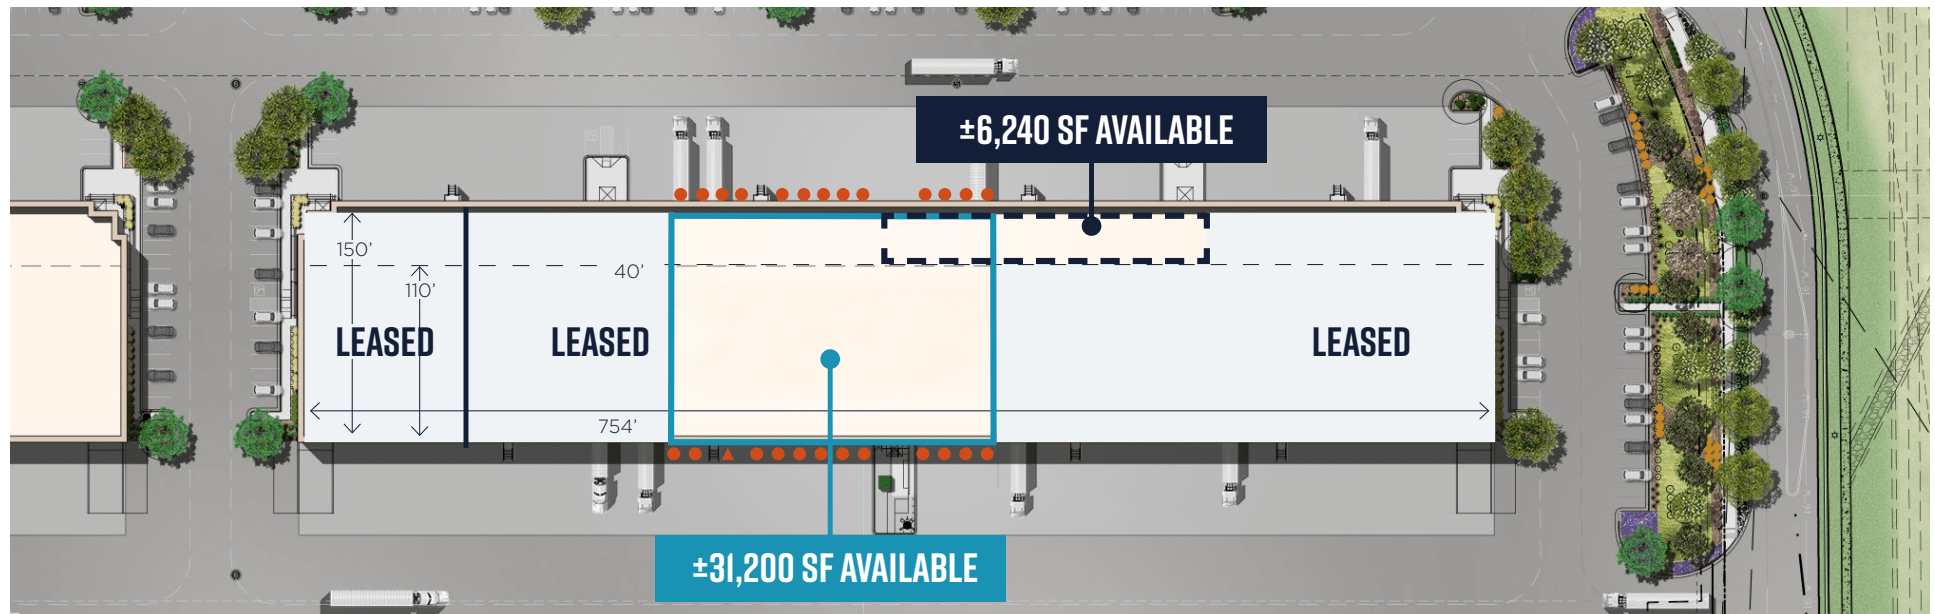 ±6,240 SF AVAILABLE
150'
40'
110'
LEASED
LEASED
LEASED
754'
±31,200 SF AVAILABLE